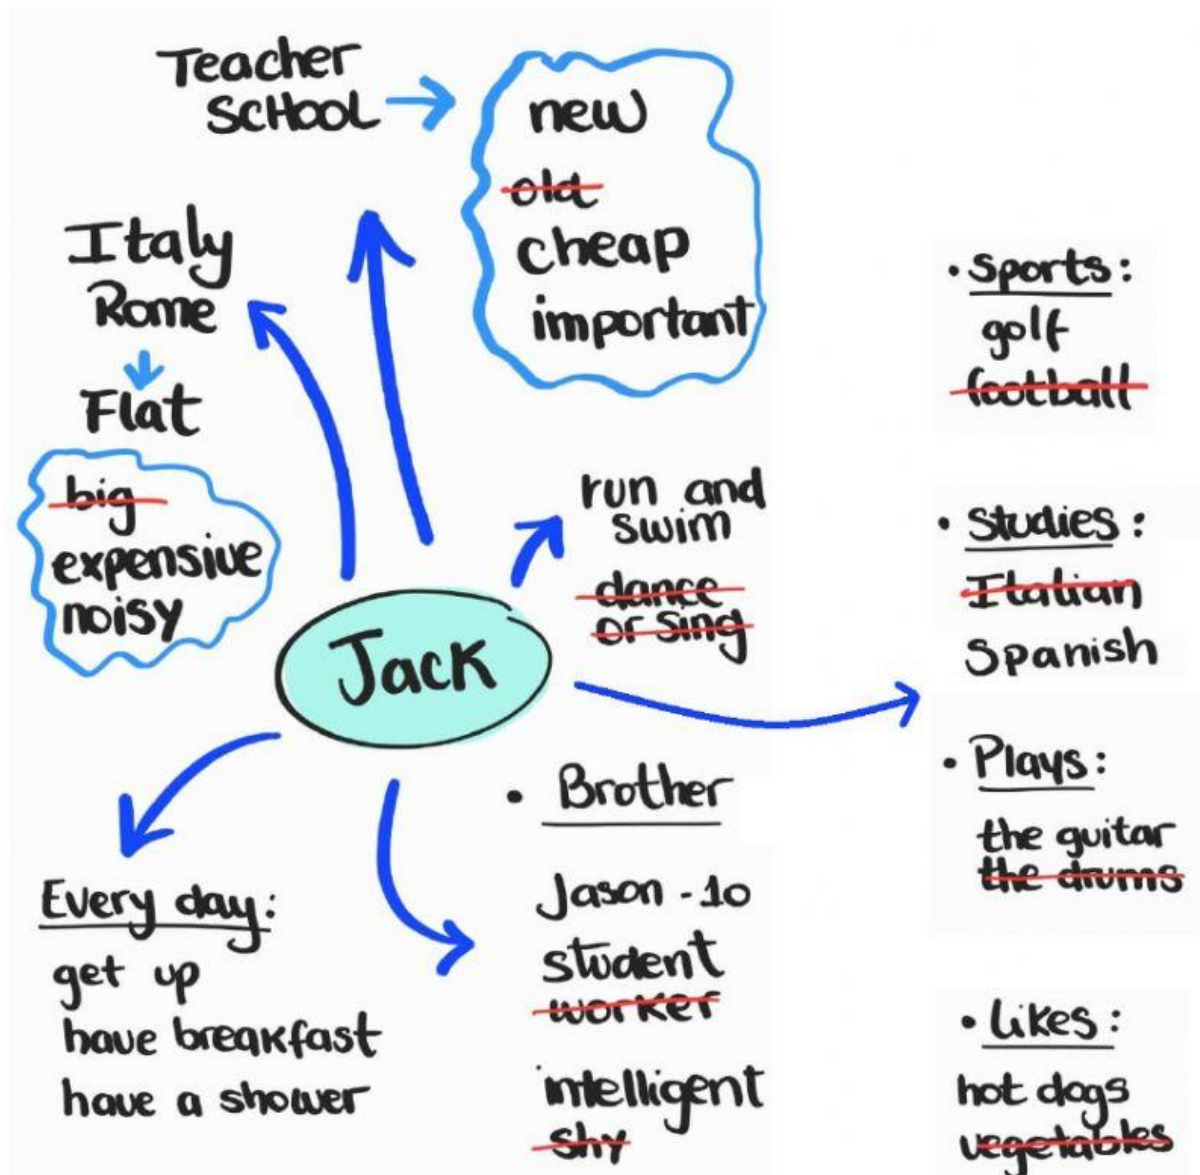 Teacher
SCHOOL
new
old
cheap
important
Italy
Rome
Flat
big
expensive
noisy
run and
swim
dance
or sing
Jack
• Sports:
golf
football
• Studies:
Italian
Spanish
• Plays:
the guitar
the drums
• Likes:
hot dogs
vegetables
Every day:
get up
have breakfast
have a shower
• Brother
Jason - 10
student
worker
intelligent
shy